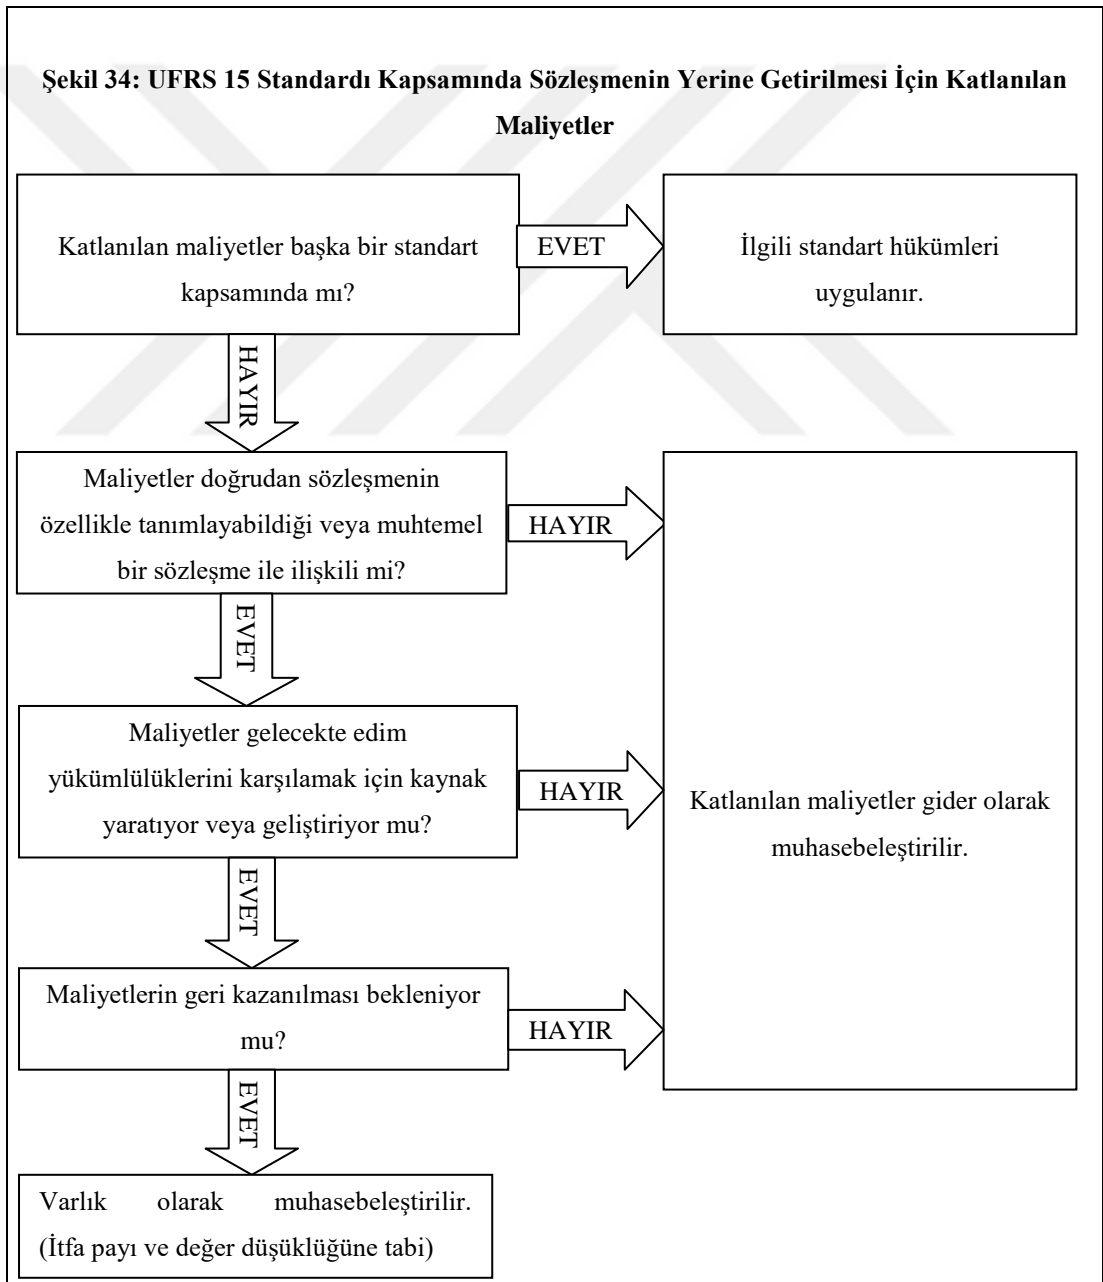 Şekil 34: UFRS 15 Standardı Kapsamında Sözleşmenin Yerine Getirilmesi İçin Katlanılan
Maliyetler
Katlanılan maliyetler başka bir standart
kapsamında mı?
EVET
İlgili standart hükümleri
uygulanır.
HAYIR
Maliyetler doğrudan sözleşmenin
özellikle tanımlayabildiği veya muhtemel
bir sözleşme ile ilişkili mi?
HAYIR
EVET
Maliyetler gelecekte edim
yükümlülüklerini karşılamak için kaynak
yaratıyor veya geliştiriyor mu?
HAYIR
Katlanılan maliyetler gider olarak
muhasebeleştirilir.
EVET
Maliyetlerin geri kazanılması bekleniyor
mu?
HAYIR
EVET
Varlık olarak muhasebeleştirilir.
(İtfa payı ve değer düşüklüğüne tabi)